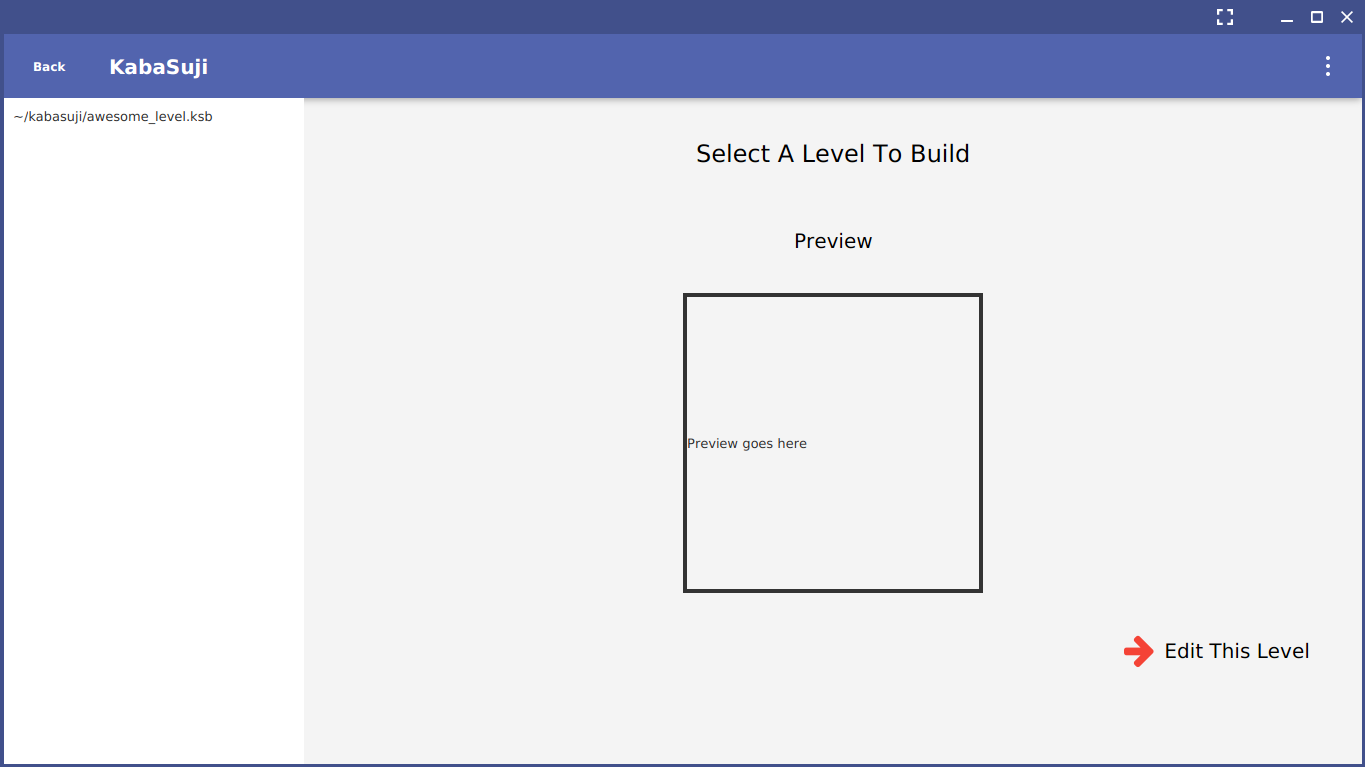 Back
KabaSuji
~/kabasuji/awesome_level.ksb
Select A Level To Build
Preview
Preview goes here
Edit This Level